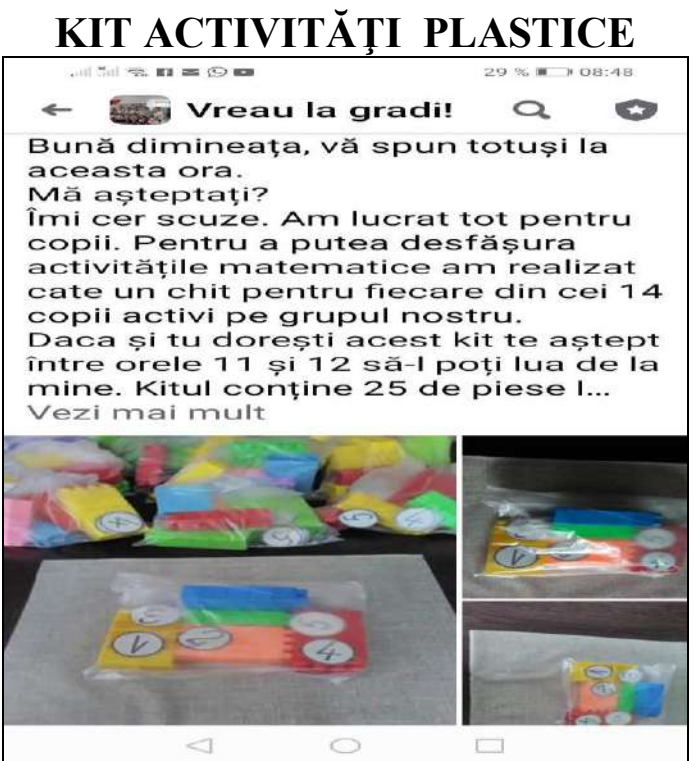 KIT ACTIVITĂŢI PLASTICE
29 % 08:48
Vreau la gradi!
Bună dimineața, vă spun totuși la
aceasta ora.
Mă așteptați?
Îmi cer scuze. Am lucrat tot pentru
copii. Pentru a putea desfășura
activitățile matematice am realizat
cate un chit pentru fiecare din cei 14
copii activi pe grupul nostru.
Daca și tu dorești acest kit te aștept
între orele 11 și 12 să-l poți lua de la
mine. Kitul conține 25 de piese l...
Vezi mai mult